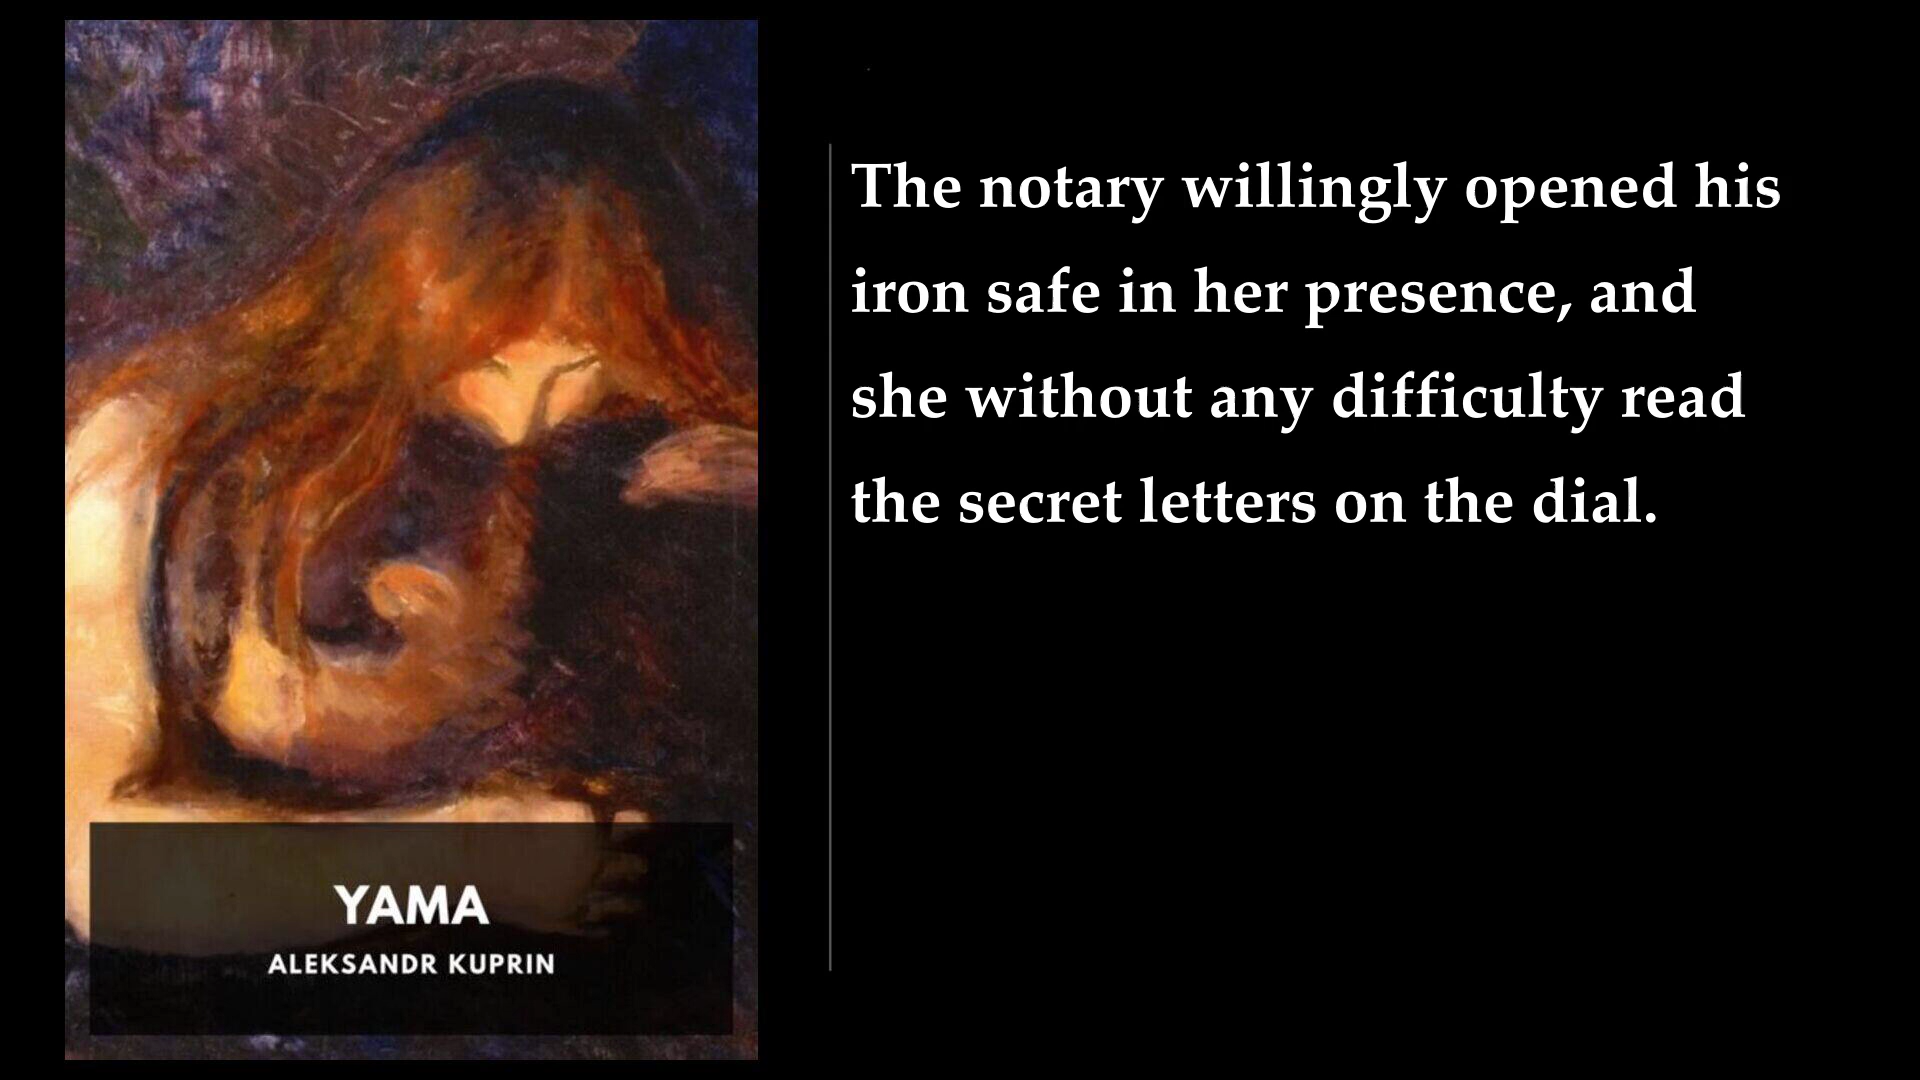 The notary willingly opened his
iron safe in her presence, and
she without any difficulty read
the secret letters on the dial.
YAMA
ALEKSANDR KUPRIN